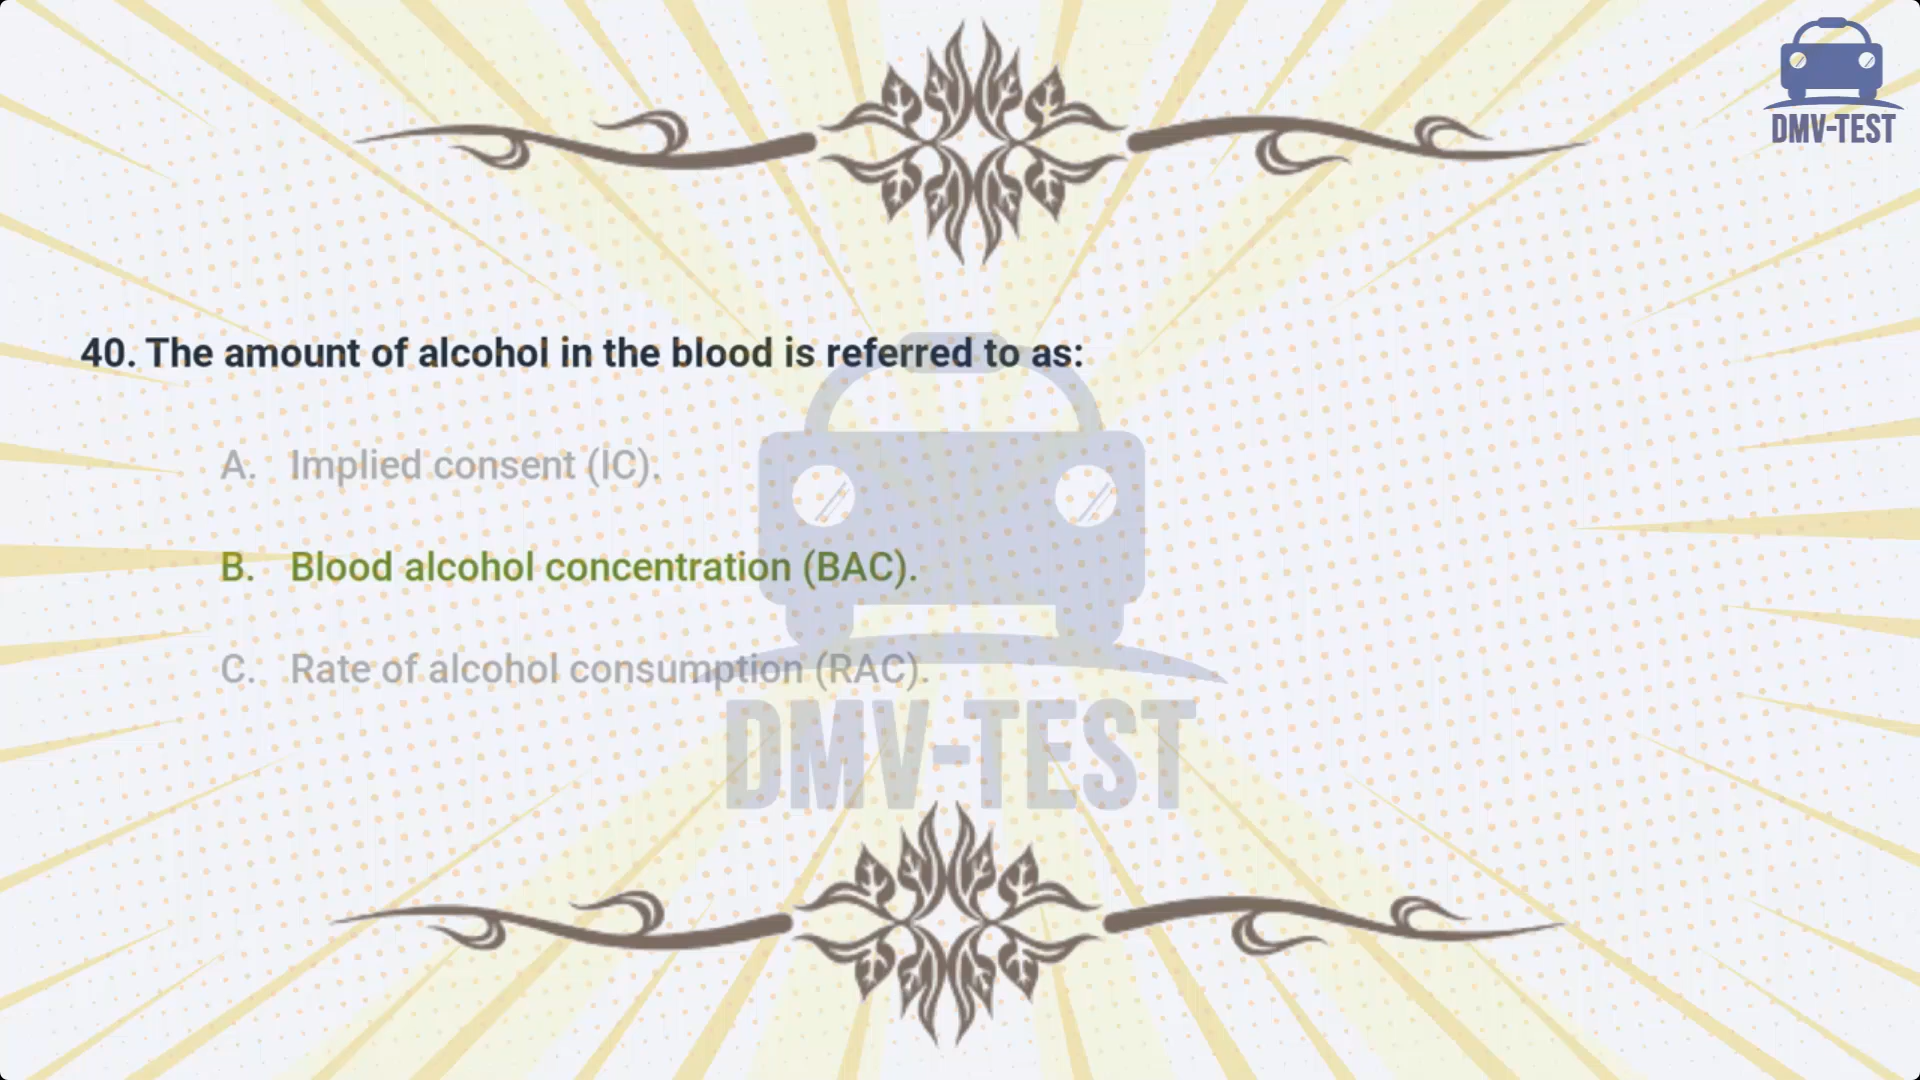 DMV-TEST
40. The amount of alcohol in the blood is referred to as:
A. Implied consent (IC).
B. Blood alcohol concentration (BAC).
C. Rate of alcohol consumption (RAC).
DMV-TEST